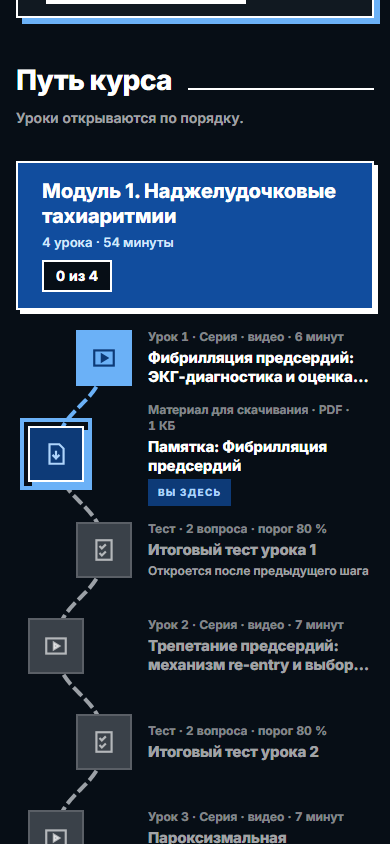 Путь курса
Уроки открываются по порядку.
Модуль 1. Наджелудочковые
тахиаритмии
4 урока · 54 минуты
0 из 4
Урок 1 · Серия · видео · 6 минут
Фибрилляция предсердий:
ЭКГ-диагностика и оценка…
Материал для скачивания · PDF ·
1 КБ
Памятка: Фибрилляция
предсердий
ВЫ ЗДЕСЬ
Тест · 2 вопроса · порог 80 %
Итоговый тест урока 1
Откроется после предыдущего шага
Урок 2 · Серия · видео · 7 минут
Трепетание предсердий:
механизм re-entry и выбор…
Тест · 2 вопроса · порог 80 %
Итоговый тест урока 2
Урок 3 · Серия · видео · 7 минут
Пароксизмальная